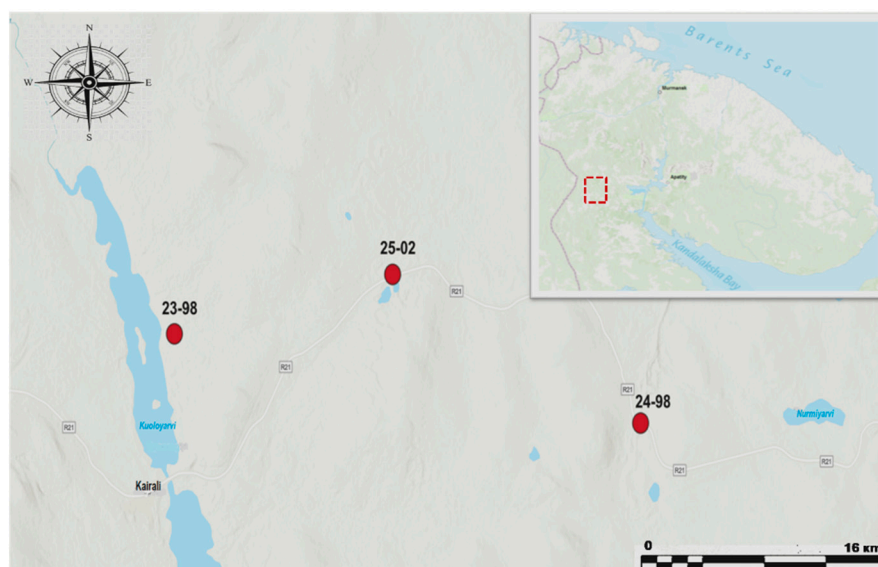 N
W
E
S
Barents Sea
Murmansk
Apatity
Kandalaksha Bay
25-02
R21
23-98
R21
R21
24-98
Nurmiyarvi
Kuoloyarvi
R21
R21
R21
Kairali
0 16 км